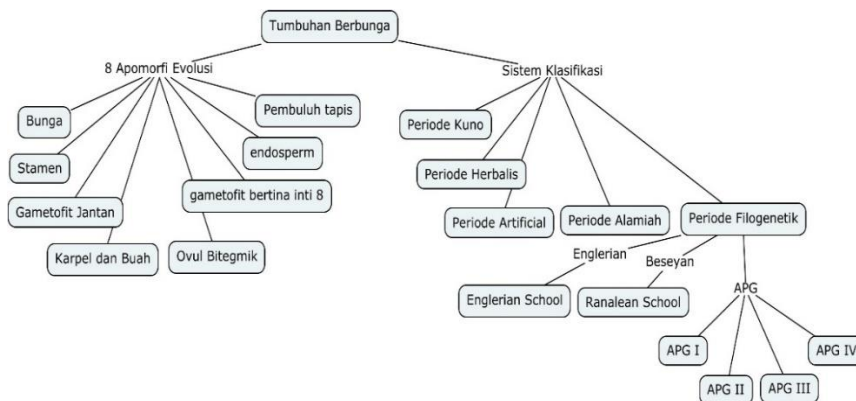 Tumbuhan Berbunga
8 Apomorfi Evolusi
Sistem Klasifikasi
Bunga
Pembuluh tapis
Stamen
endosperm
Gametofit Jantan
gametofit bertina inti 8
Karpel dan Buah
Ovul Bitegmik
Periode Kuno
Periode Herbalis
Periode Artificial
Periode Alamiah
Periode Filogenetik
Englerian
Beseyan
Englerian School
Ranalean School
APG
APG I
APG II
APG III
APG IV